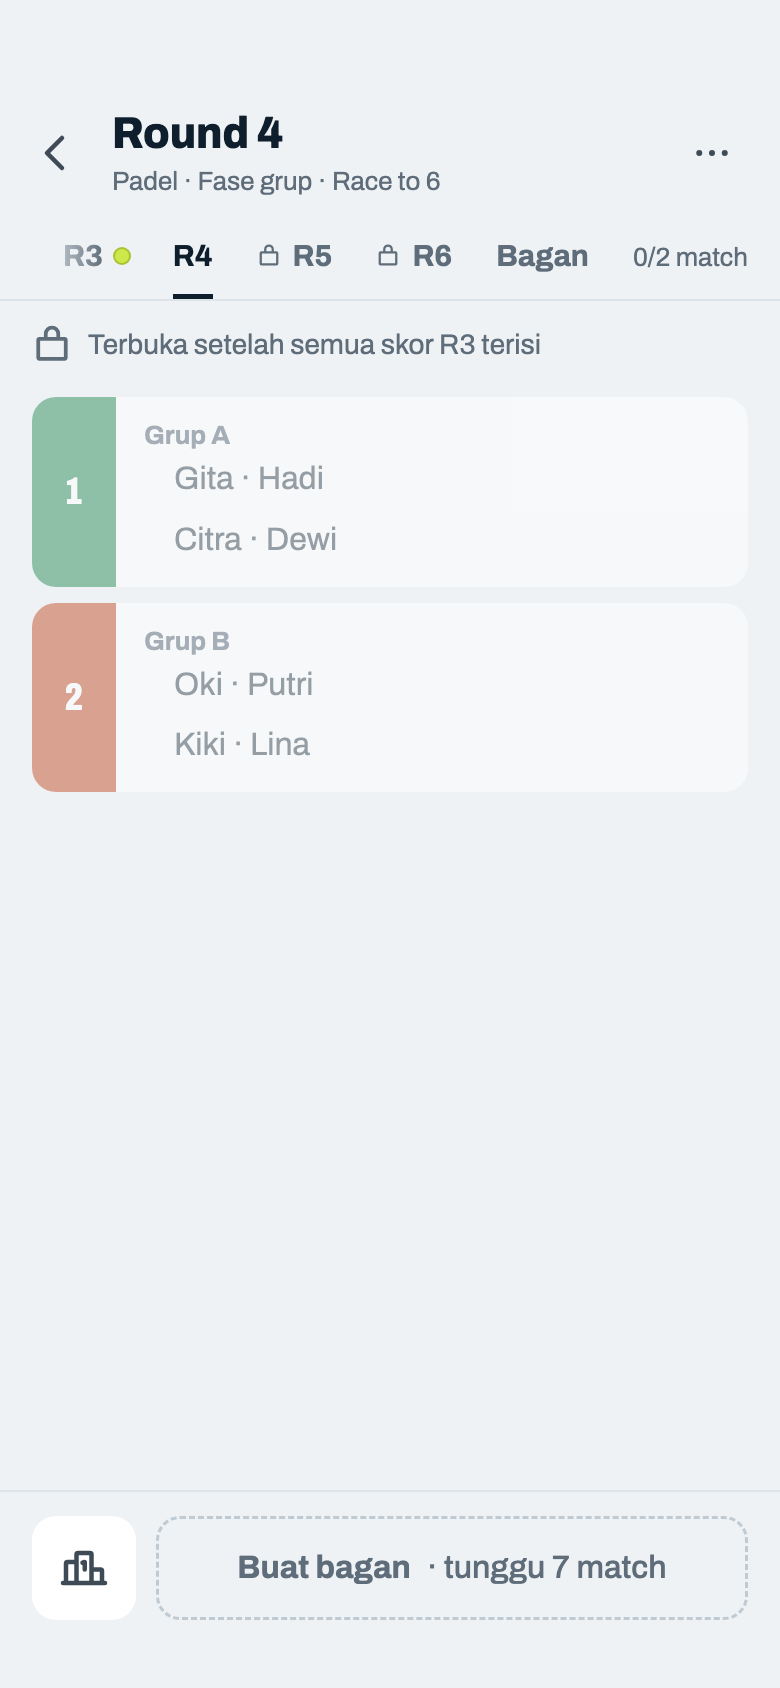 Round 4
Padel · Fase grup · Race to 6
R3 R4 R5 R6 Bagan 0/2 match
Terbuka setelah semua skor R3 terisi
1
Grup A
Gita · Hadi
Citra · Dewi
2
Grup B
Oki · Putri
Kiki · Lina
Buat bagan · tunggu 7 match